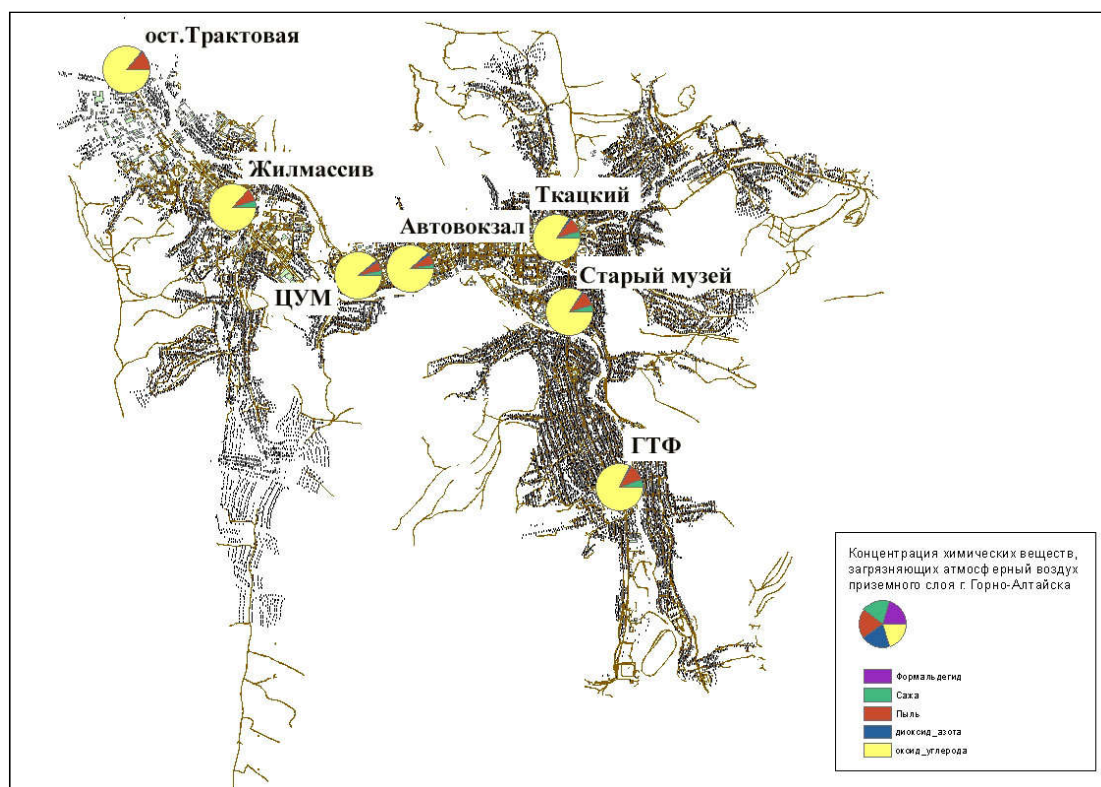 ост.Трактовая
Жилмассив
Ткацкий
Автовокзал
Старый музей
ЦУМ
ГТФ
Концентрация химических веществ,
загрязняющих атмосферный воздух
приземного слоя г. Горно-Алтайска
Формальдегид
Сажа
Пыль
диоксид_азота
оксид_углерода